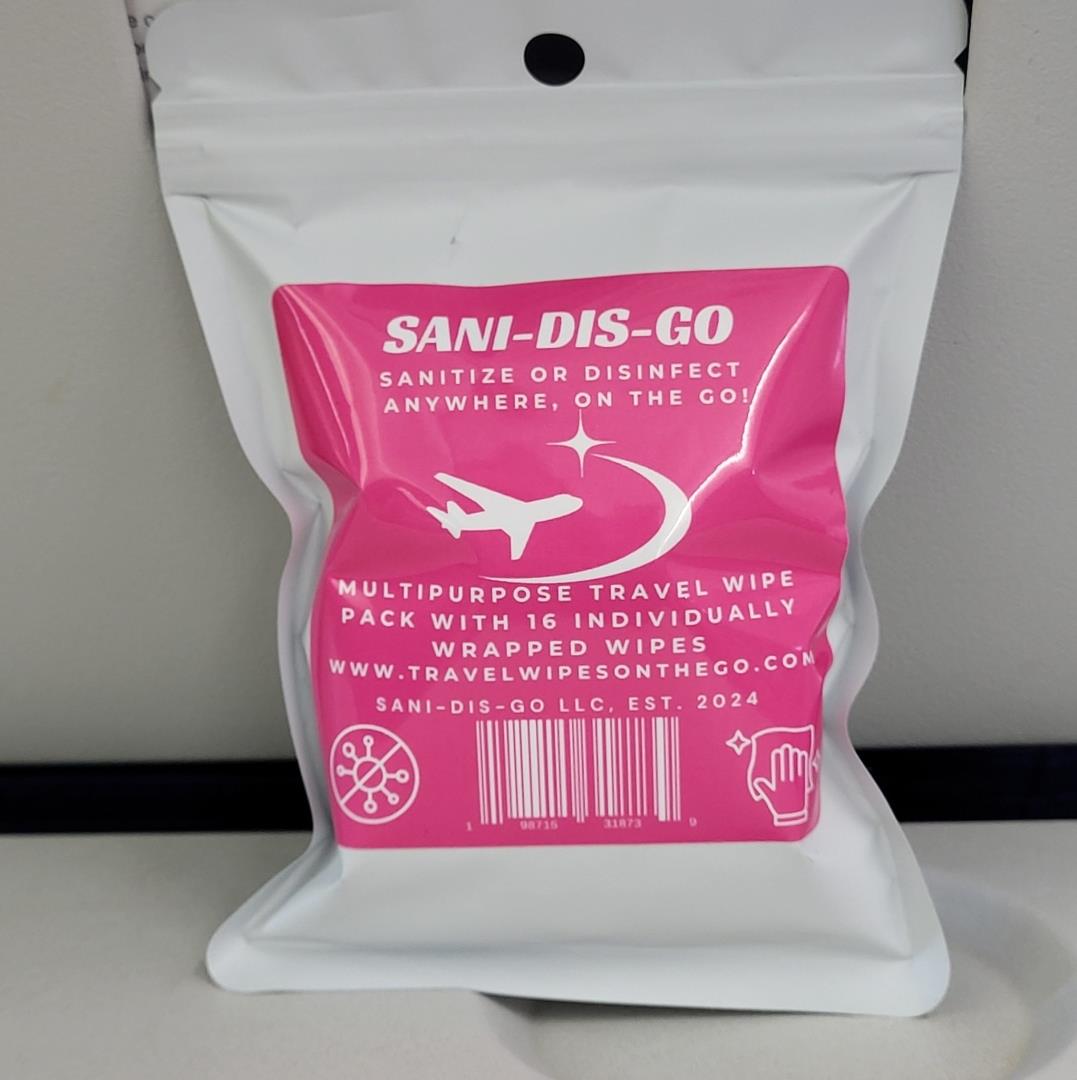 SANI-DIS-GO
SANITIZE OR DISINFECT
ANYWHERE, ON THE GO!
MULTIPURPOSE TRAVEL WIPE
PACK WITH 16 INDIVIDUALLY
WRAPPED WIPES
WWW.TRAVELWIPESONTHEGO.COM
SANI-DIS-GO LLC, EST. 2024
1 98715 31873 9